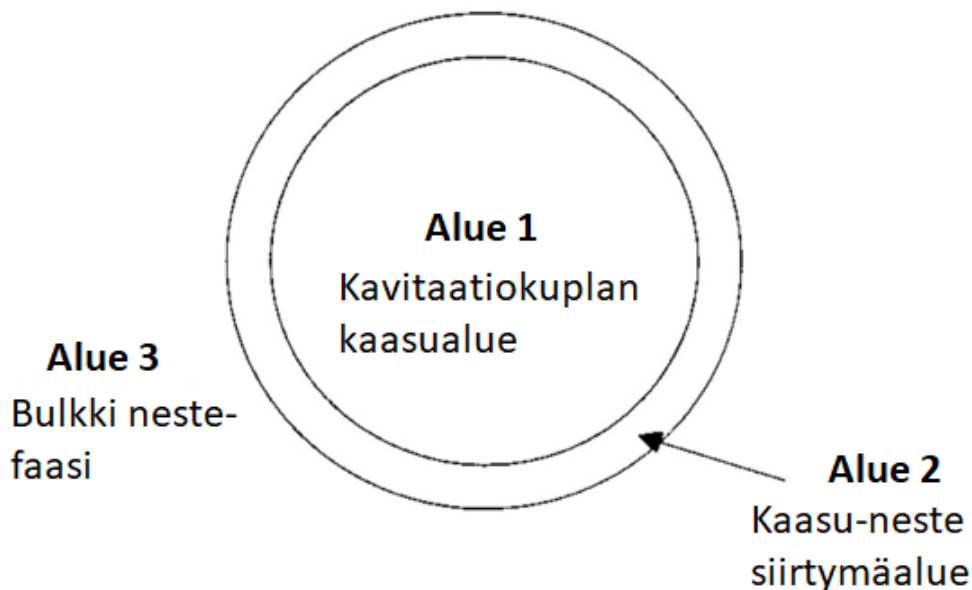 Alue 1
Kavitaatiokuplan
kaasualue
Alue 3
Bulkki neste-
faasi
Alue 2
Kaasu-neste
siirtymäalue